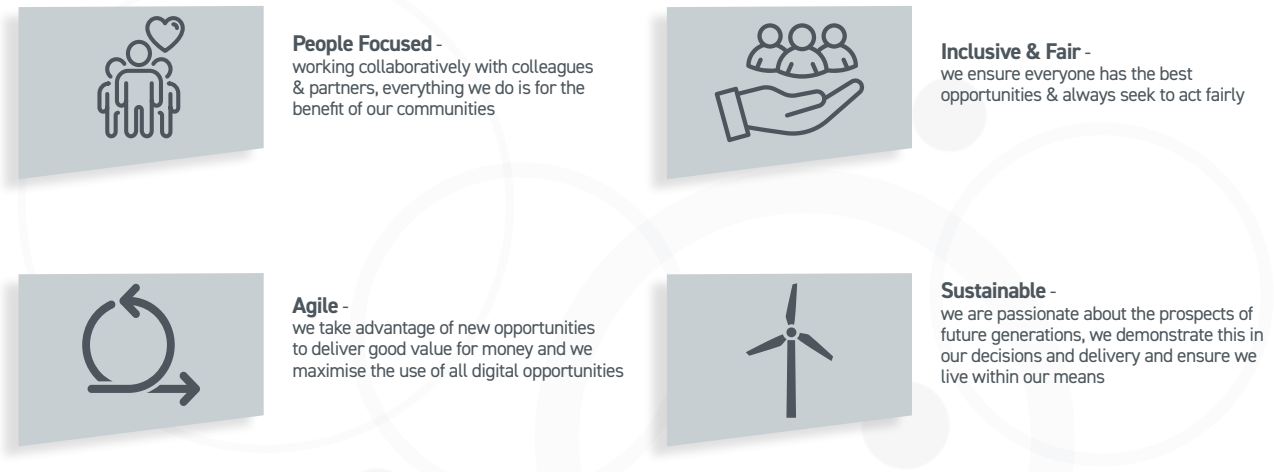 People Focused -
working collaboratively with colleagues
& partners, everything we do is for the
benefit of our communities
Inclusive & Fair -
we ensure everyone has the best
opportunities & always seek to act fairly
Agile -
we take advantage of new opportunities
to deliver good value for money and we
maximise the use of all digital opportunities
Sustainable -
we are passionate about the prospects of
future generations, we demonstrate this in
our decisions and delivery and ensure we
live within our means